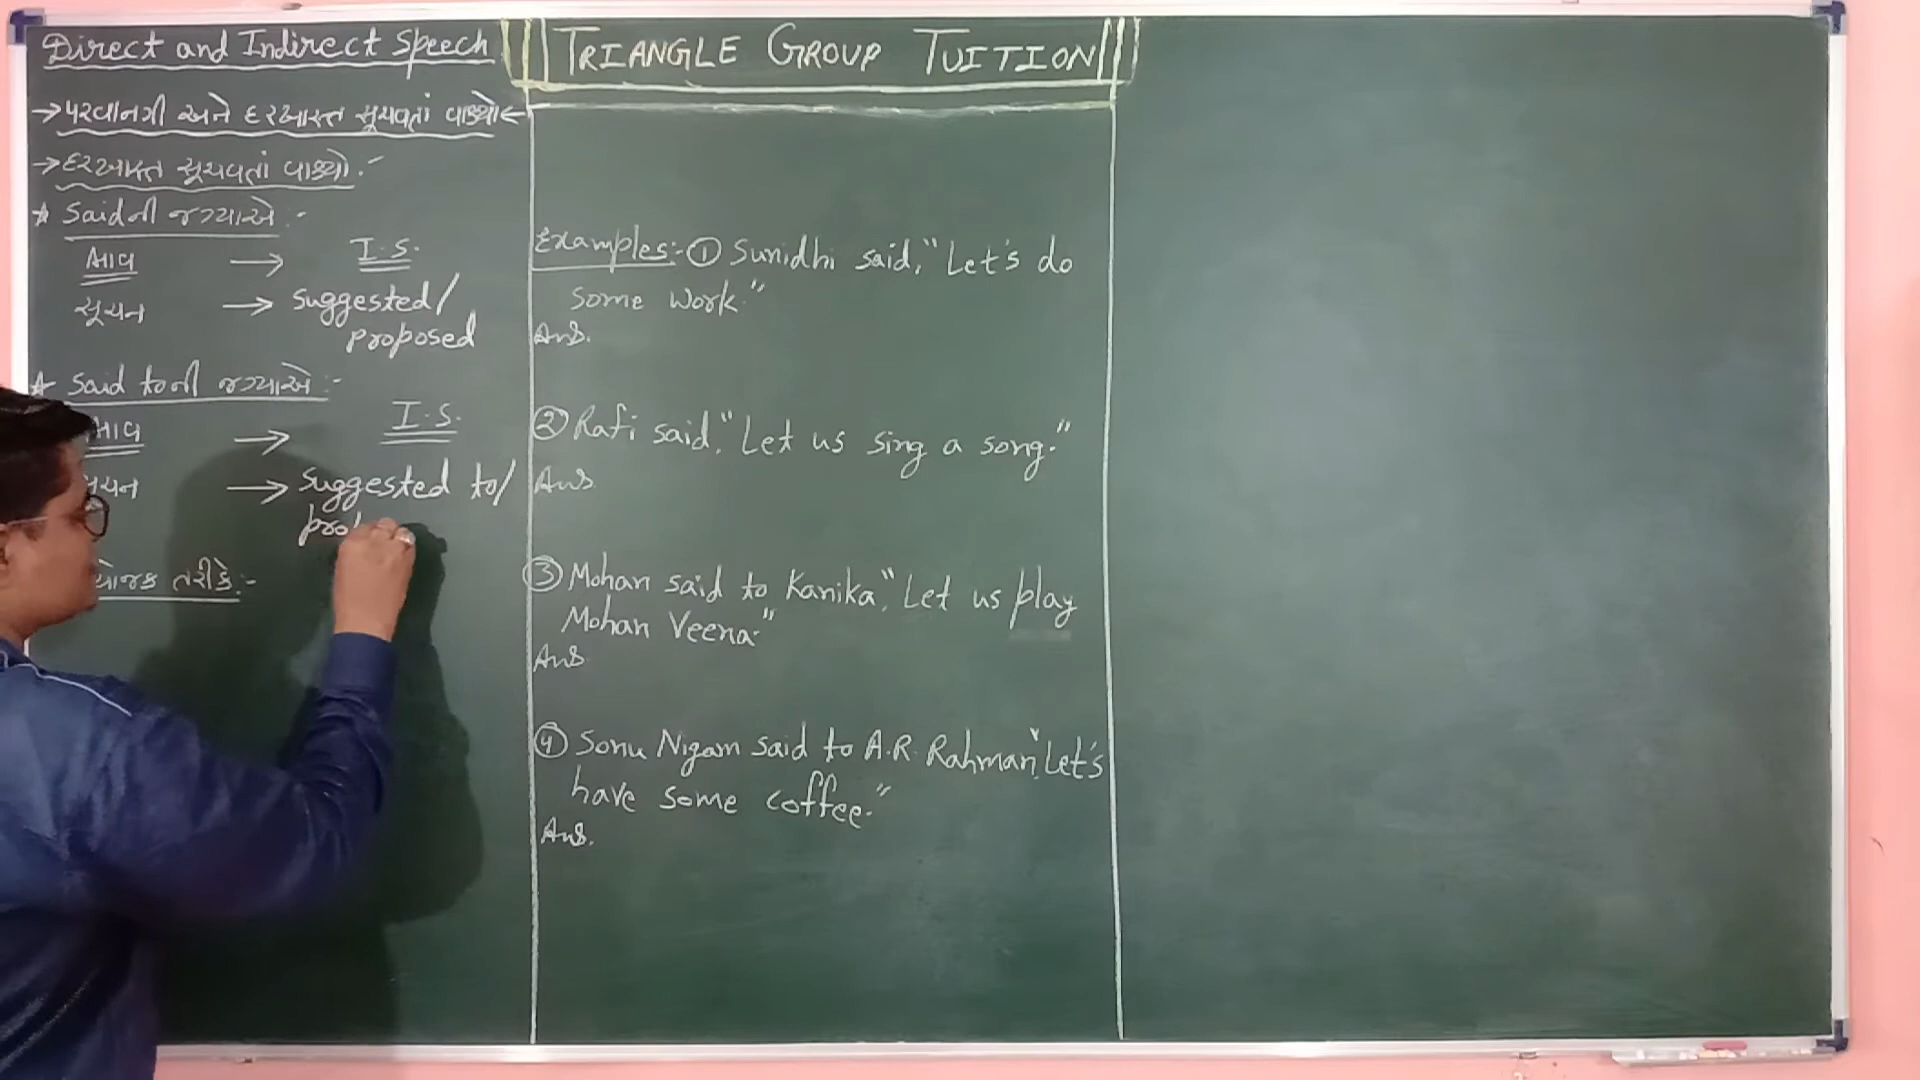 Direct and Indirect Speech
→ પરવાનગી અને દરખાસ્ત સૂચવતાં વાક્યો ←
→ દરખાસ્ત સૂચવતાં વાક્યો :-
* Said ની જગ્યાએ :-
ભાવ → I.S.
સૂચન → suggested/
proposed
* Said to ની જગ્યાએ :-
ભાવ → I.S.
સૂચન → suggested to/
pro
તરીકે :-
TRIANGLE GROUP TUITION
Examples:- ① Sunidhi said, "Let's do
some work."
Ans.
② Rafi said, "Let us sing a song."
Ans
③ Mohan said to Kanika, "Let us play
Mohan Veena."
Ans
④ Sonu Nigam said to A.R. Rahman, "Let's
have some coffee."
Ans.